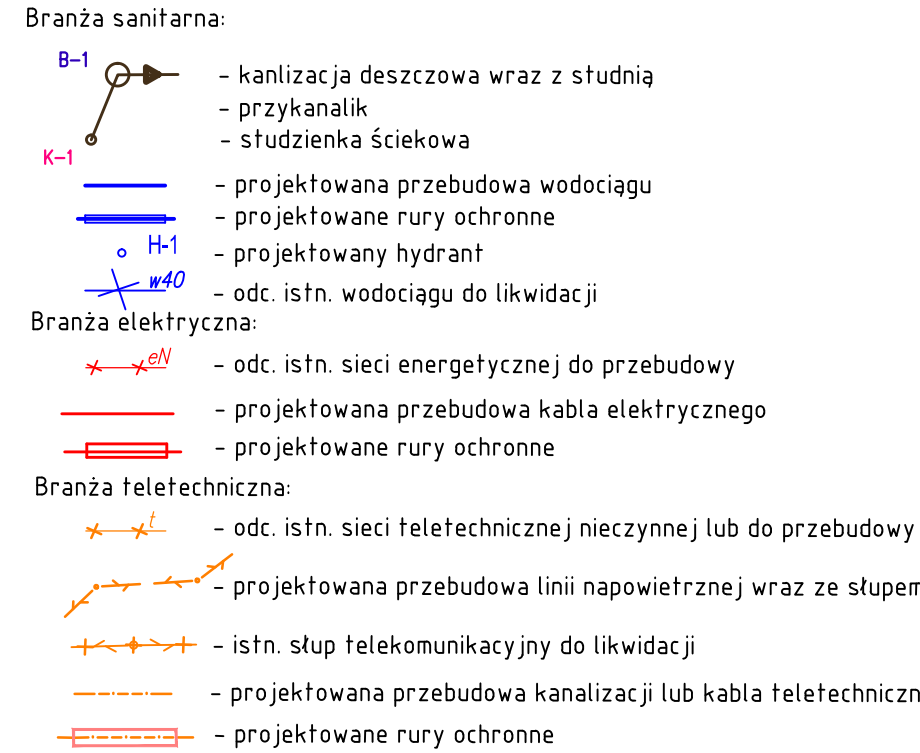 Branża sanitarna:
B-1
- kanlizacja deszczowa wraz z studnią
- przykanalik
- studzienka ściekowa
K-1
- projektowana przebudowa wodociągu
- projektowane rury ochronne
H-1 - projektowany hydrant
w40 - odc. istn. wodociągu do likwidacji
Branża elektryczna:
eN - odc. istn. sieci energetycznej do przebudowy
- projektowana przebudowa kabla elektrycznego
- projektowane rury ochronne
Branża teletechniczna:
t - odc. istn. sieci teletechnicznej nieczynnej lub do przebudowy
- projektowana przebudowa linii napowietrznej wraz ze słupem
- istn. słup telekomunikacyjny do likwidacji
- projektowana przebudowa kanalizacji lub kabla teletechniczn
- projektowane rury ochronne